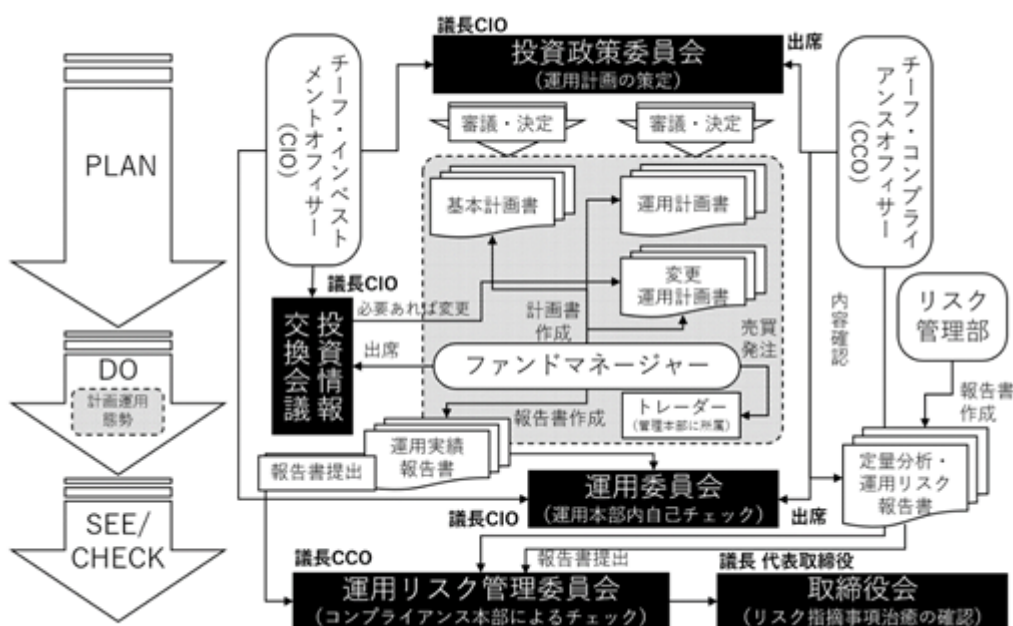 議長CIO
投資政策委員会
（運用計画の策定）
出席
チーフ・インベスト
メントオフィサー
（CIO）
チーフ・コンプライ
アンスオフィサー
（CCO）
審議・決定
審議・決定
PLAN
基本計画書
運用計画書
変更
運用計画書
議長CIO
必要あれば変更
投資情報
交換会議
計画書
作成
売買
発注
内容確認
リスク
管理部
DO
計画運用
態勢
出席
ファンドマネージャー
報告書作成
トレーダー
（管理本部に所属）
報告書
作成
運用実績
報告書
報告書提出
定量分析・
運用リスク
報告書
SEE/
CHECK
運用委員会
（運用本部内自己チェック）
議長CIO
出席
議長CCO
報告書提出
議長 代表取締役
運用リスク管理委員会
（コンプライアンス本部によるチェック）
取締役会
（リスク指摘事項治癒の確認）